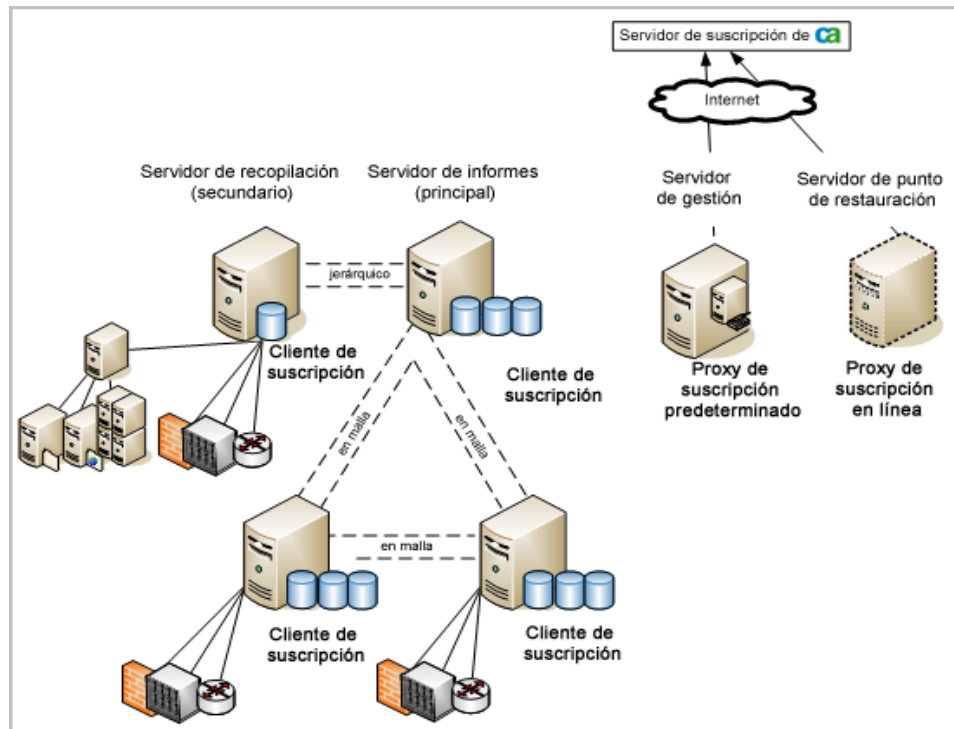 Servidor de suscripción de ca
Internet
Servidor de recopilación
(secundario)
Servidor de informes
(principal)
Servidor
de gestión
Servidor de punto
de restauración
jerárquico
Cliente de
suscripción
Cliente de
suscripción
Proxy de
suscripción
predeterminado
Proxy de
suscripción
en línea
en malla
en malla
en malla
Cliente de
suscripción
Cliente de
suscripción